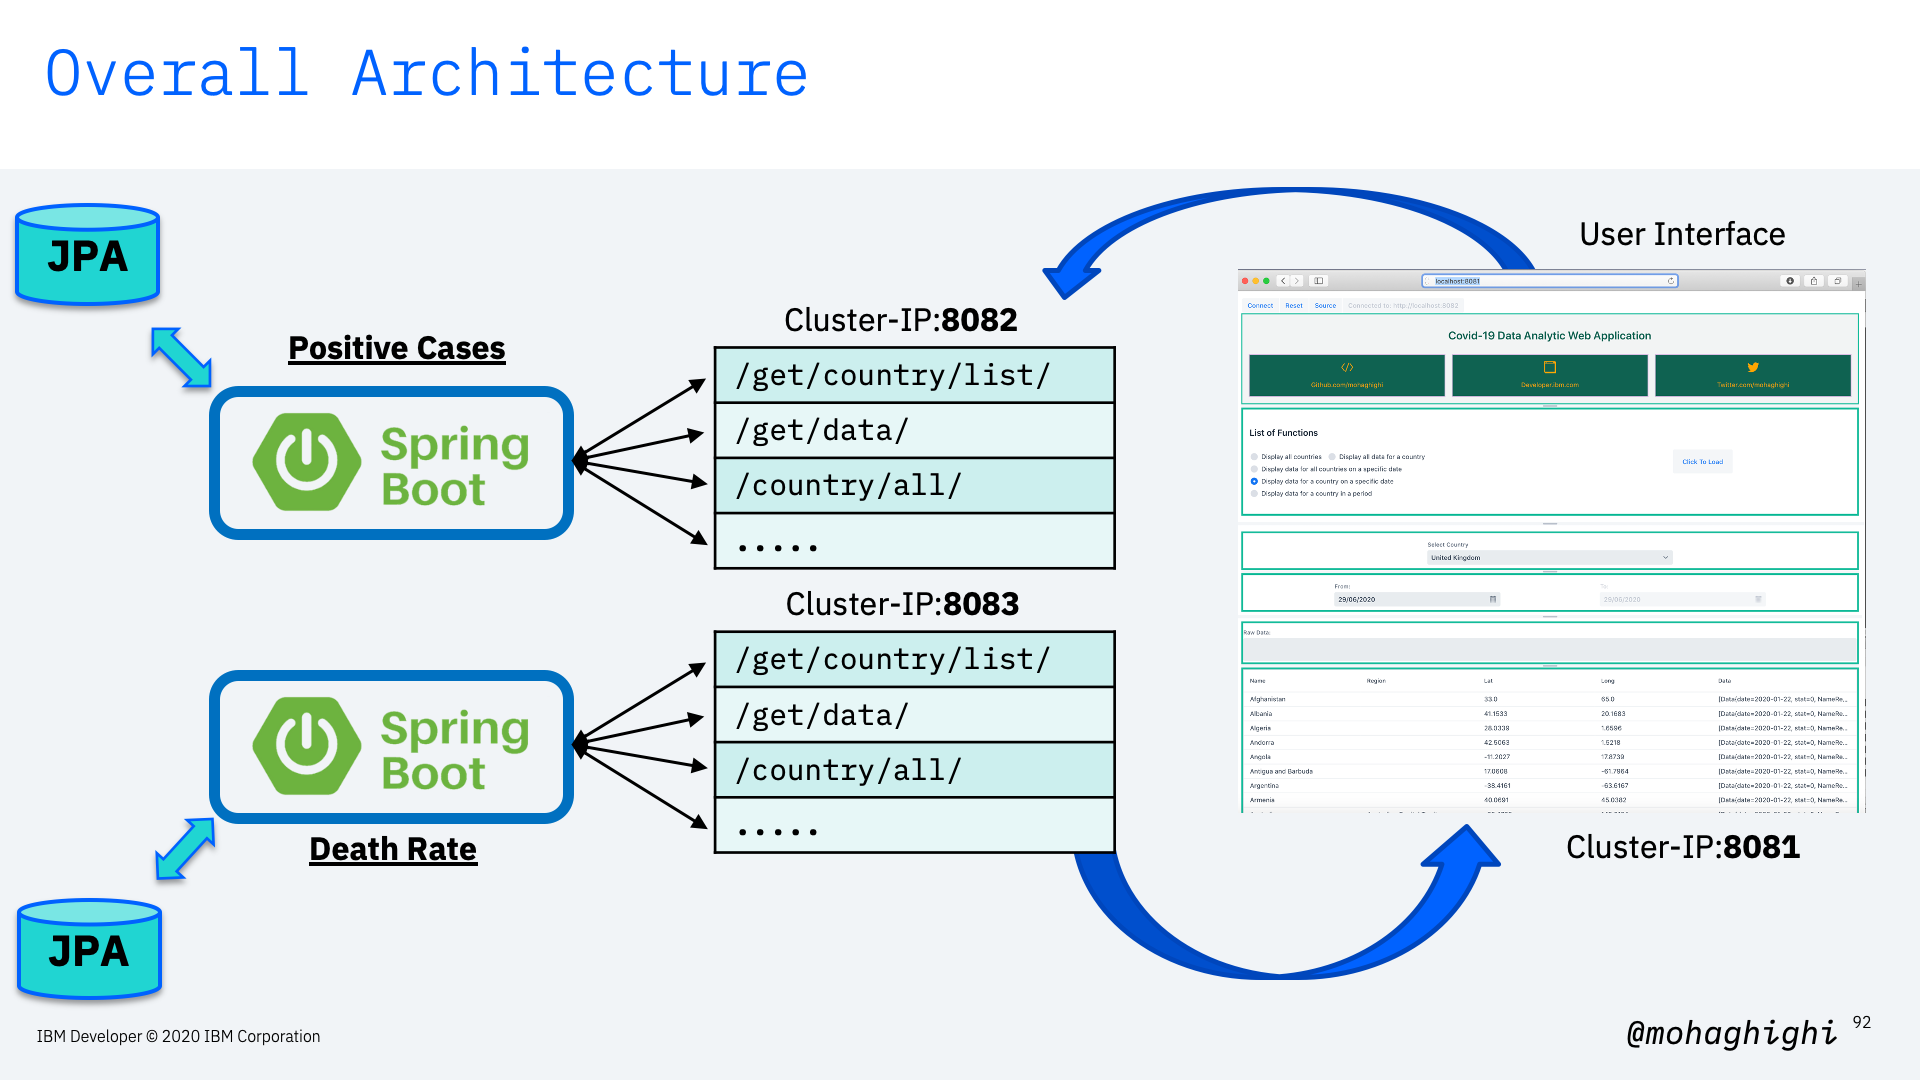 Overall Architecture
JPA
Positive Cases
Spring
Boot
Cluster-IP:8082
/get/country/list/
/get/data/
/country/all/
.....
Cluster-IP:8083
/get/country/list/
/get/data/
/country/all/
.....
Spring
Boot
Death Rate
JPA
User Interface
localhost:8081
Connect Reset Source Connected to: http://localhost:8082
Covid-19 Data Analytic Web Application
Github.com/mohaghighi Developer.ibm.com Twitter.com/mohaghighi
List of Functions
Display all countries Display all data for a country
Display data for all countries on a specific date
Display data for a country on a specific date
Display data for a country in a period
Click To Load
Select Country
United Kingdom
From: To:
29/06/2020 29/06/2020
Raw Data:
Name Region Lat Long Data
Afghanistan 33.0 65.0 [Data(date=2020-01-22, stat=0, NameRe...
Albania 41.1533 20.1683 [Data(date=2020-01-22, stat=0, NameRe...
Algeria 28.0339 1.6596 [Data(date=2020-01-22, stat=0, NameRe...
Andorra 42.5063 1.5218 [Data(date=2020-01-22, stat=0, NameRe...
Angola -11.2027 17.8739 [Data(date=2020-01-22, stat=0, NameRe...
Antigua and Barbuda 17.0608 -61.7964 [Data(date=2020-01-22, stat=0, NameRe...
Argentina -38.4161 -63.6167 [Data(date=2020-01-22, stat=0, NameRe...
Armenia 40.0691 45.0382 [Data(date=2020-01-22, stat=0, NameRe...
Cluster-IP:8081
IBM Developer © 2020 IBM Corporation
@mohaghighi 92